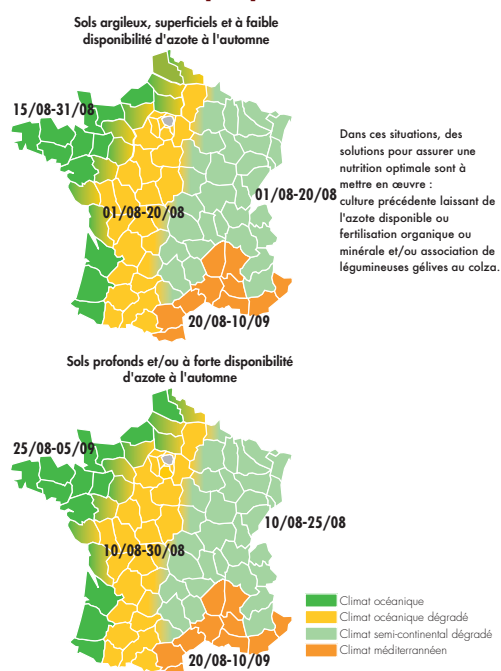 Sols argileux, superficiels et à faible
disponibilité d'azote à l'automne
15/08-31/08
01/08-20/08
01/08-20/08
20/08-10/09
Dans ces situations, des
solutions pour assurer une
nutrition optimale sont à
mettre en œuvre :
culture précédente laissant de
l'azote disponible ou
fertilisation organique ou
minérale et/ou association de
légumineuses gélives au colza.
Sols profonds et/ou à forte disponibilité
d'azote à l'automne
25/08-05/09
10/08-25/08
10/08-30/08
20/08-10/09
Climat océanique
Climat océanique dégradé
Climat semi-continental dégradé
Climat méditerrannéen